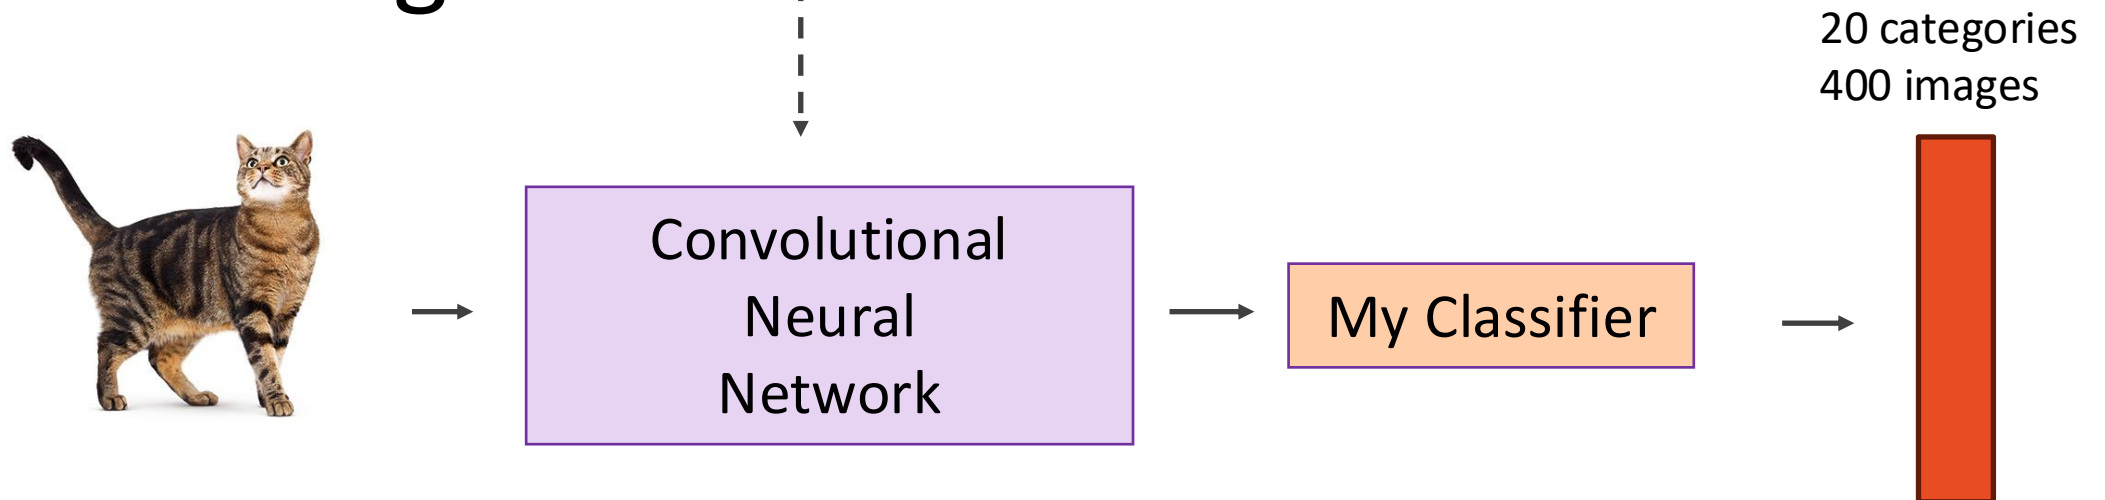 20 categories
400 images
Convolutional
Neural
Network
My Classifier